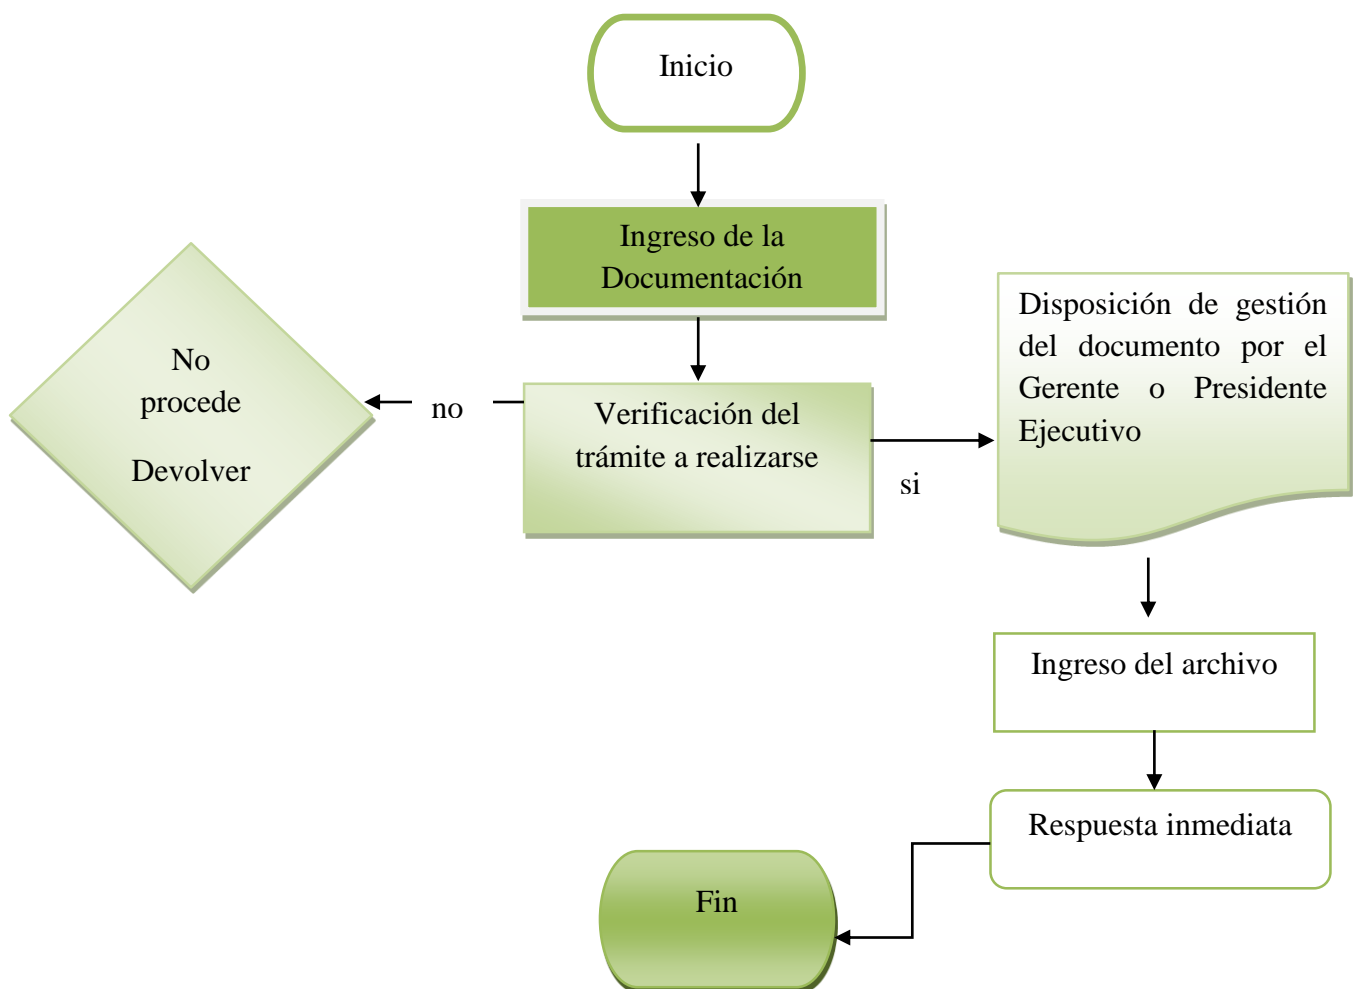 Inicio
Ingreso de la
Documentación
No
procede
Devolver
no
Verificación del
trámite a realizarse
si
Disposición de gestión
del documento por el
Gerente o Presidente
Ejecutivo
Ingreso del archivo
Respuesta inmediata
Fin